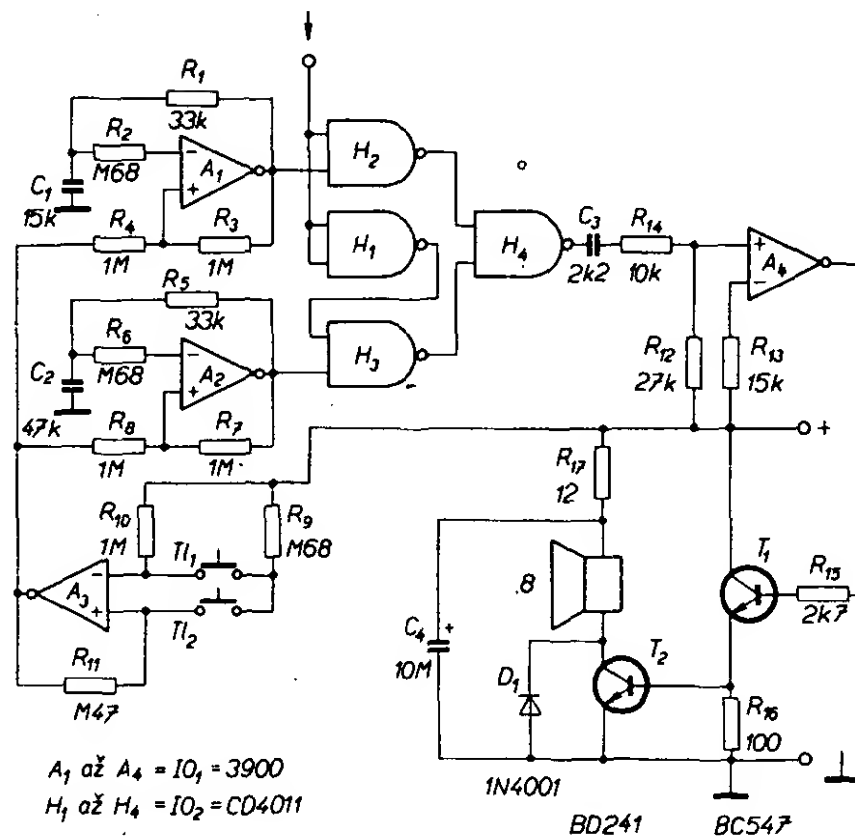 R1
33k
R2
M68
A1
-
+
C1
15k
R4
1M
R3
1M
R5
33k
R6
M68
A2
-
+
C2
47k
R8
1M
R7
1M
H2
H1
H3
H4
C3
2k2
R14
10k
+
-
A4
R12
27k
R13
15k
+
R10
1M
R9
M68
Tl1
Tl2
A3
-
+
R11
M47
R17
12
8
C4
+
10M
D1
1N4001
T2
BD241
T1
BC547
R15
2k7
R16
100
A1 až A4 = IO1 = 3900
H1 až H4 = IO2 = CD4011